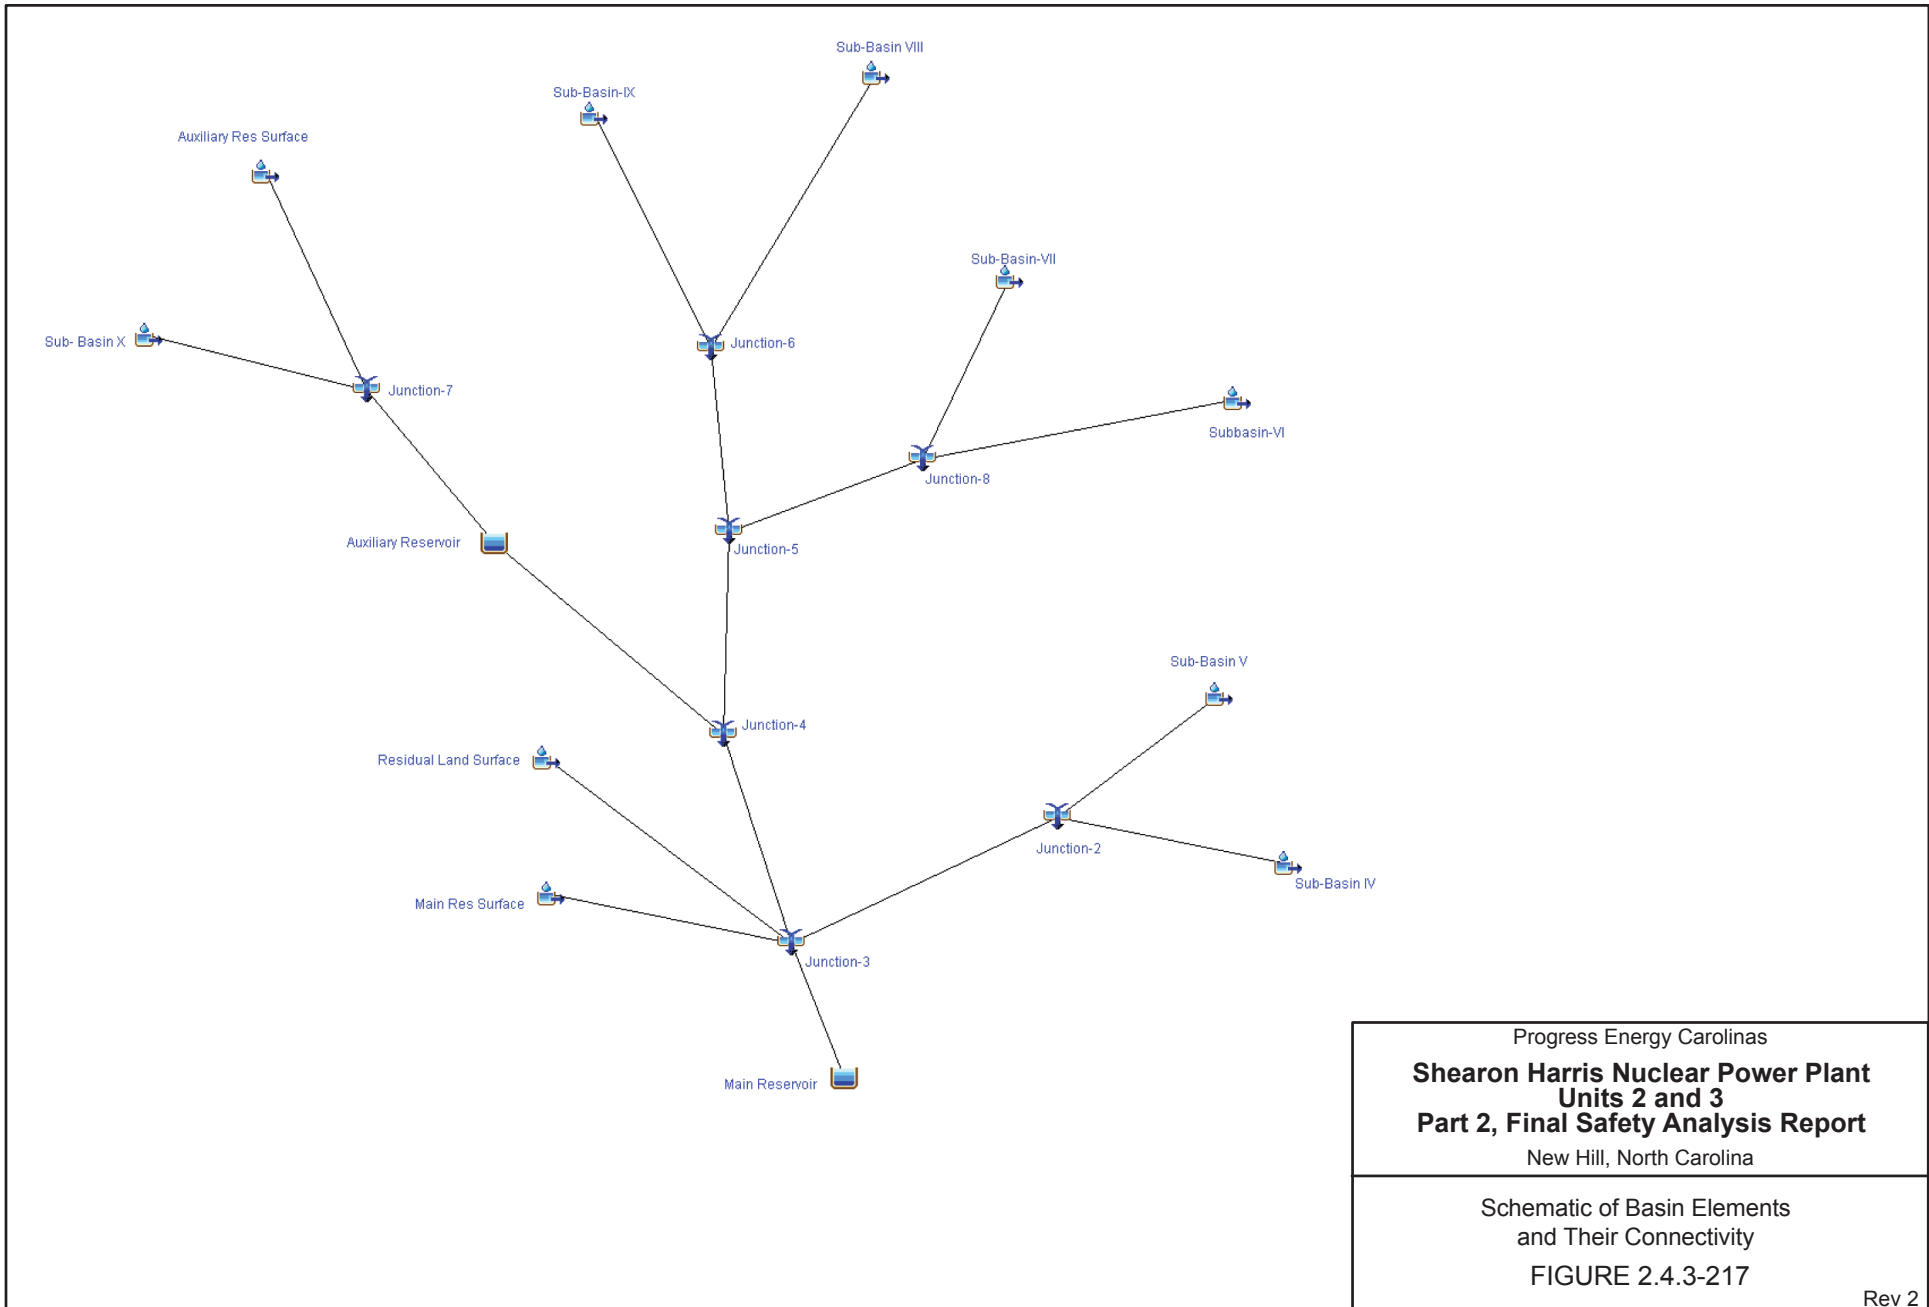 Sub-Basin VIII
Sub-Basin-IX
Auxiliary Res Surface
Sub-Basin-VII
Sub- Basin X
Junction-6
Junction-7
Subbasin-VI
Junction-8
Auxiliary Reservoir
Junction-5
Sub-Basin V
Junction-4
Residual Land Surface
Junction-2
Sub-Basin IV
Main Res Surface
Junction-3
Main Reservoir
Progress Energy Carolinas
Shearon Harris Nuclear Power Plant
Units 2 and 3
Part 2, Final Safety Analysis Report
New Hill, North Carolina
Schematic of Basin Elements
and Their Connectivity
FIGURE 2.4.3-217
Rev 2